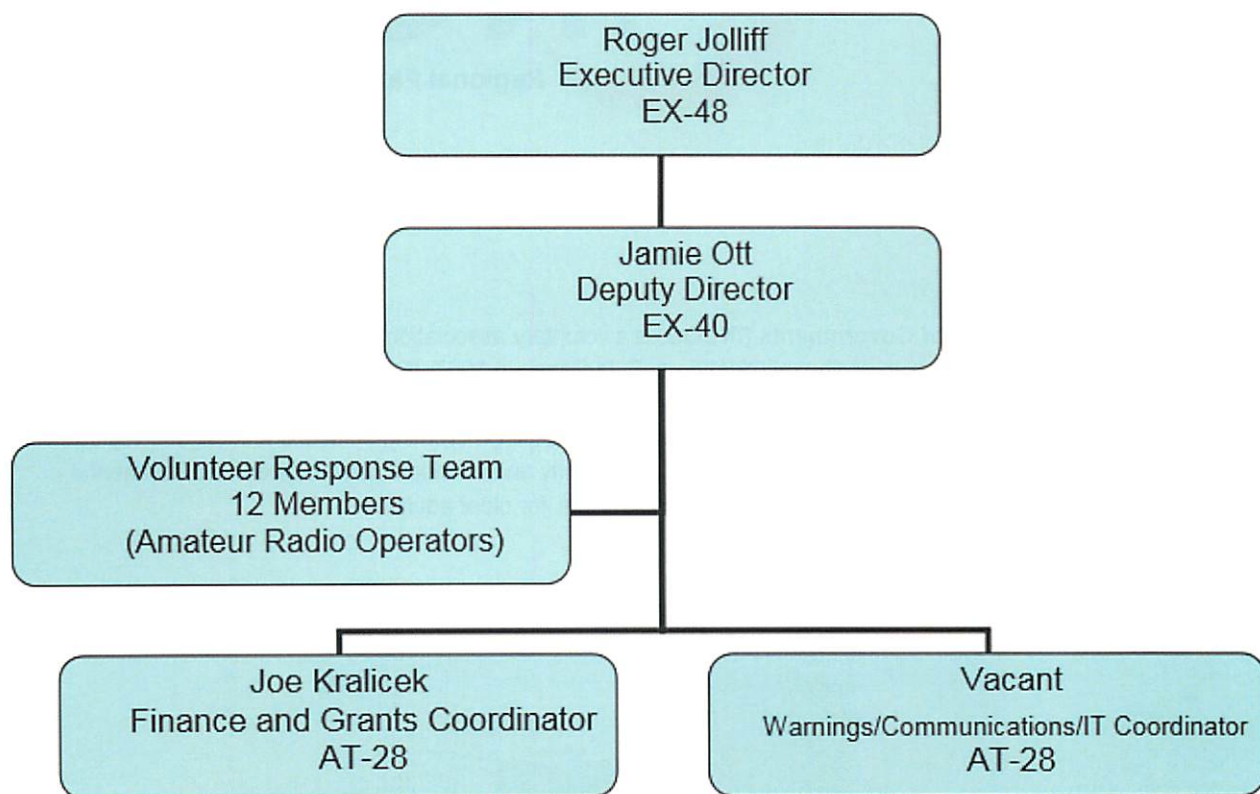 Roger Jolliff
Executive Director
EX-48
Jamie Ott
Deputy Director
EX-40
Volunteer Response Team
12 Members
(Amateur Radio Operators)
Joe Kralicek
Finance and Grants Coordinator
AT-28
Vacant
Warnings/Communications/IT Coordinator
AT-28